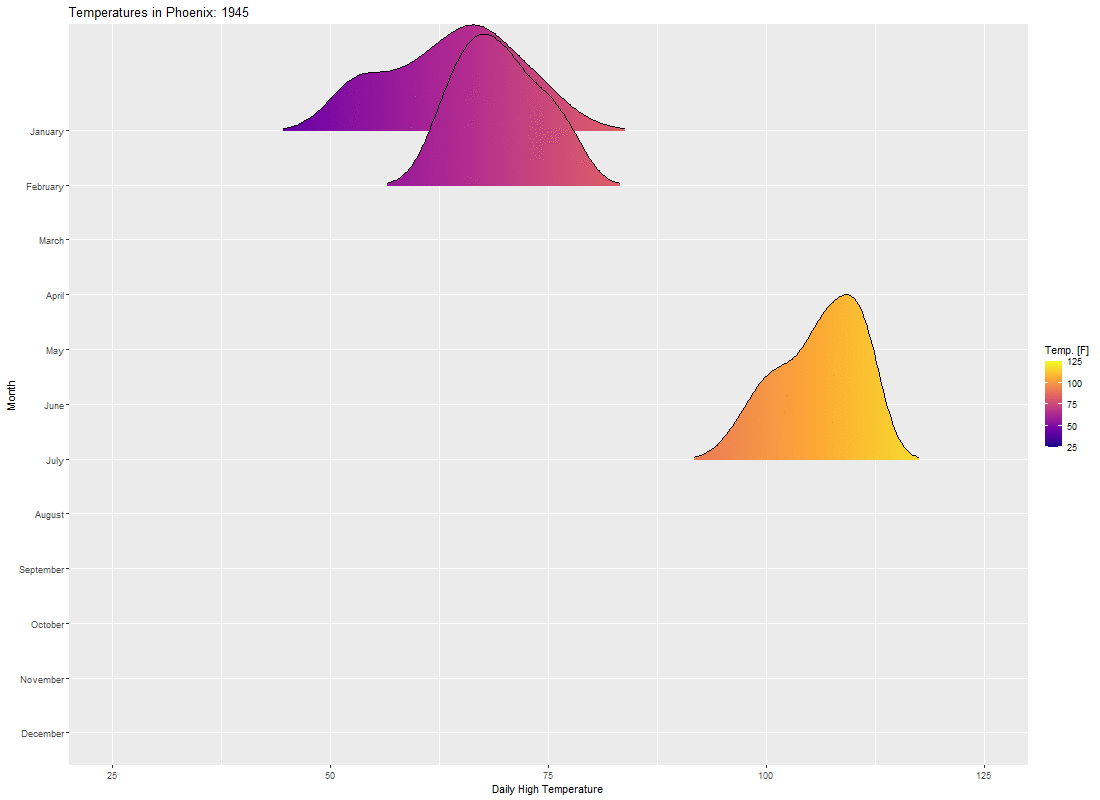 Temperatures in Phoenix: 1945
January
February
March
April
May
June
July
August
September
October
November
December
Month
25
50
75
100
125
Daily High Temperature
Temp. [F]
125
100
75
50
25